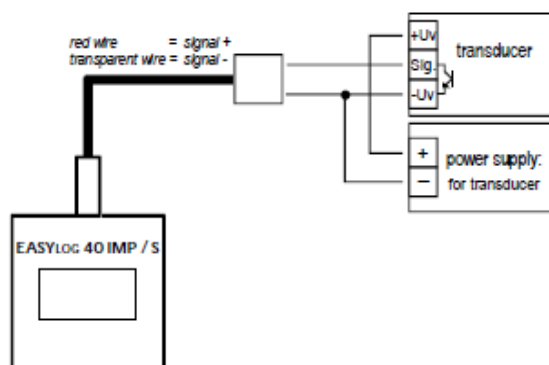 red wire = signal +
transparent wire = signal -
+Uv
Sig.
-Uv
transducer
+
−
power supply:
for transducer
EASYLOG 40 IMP / S